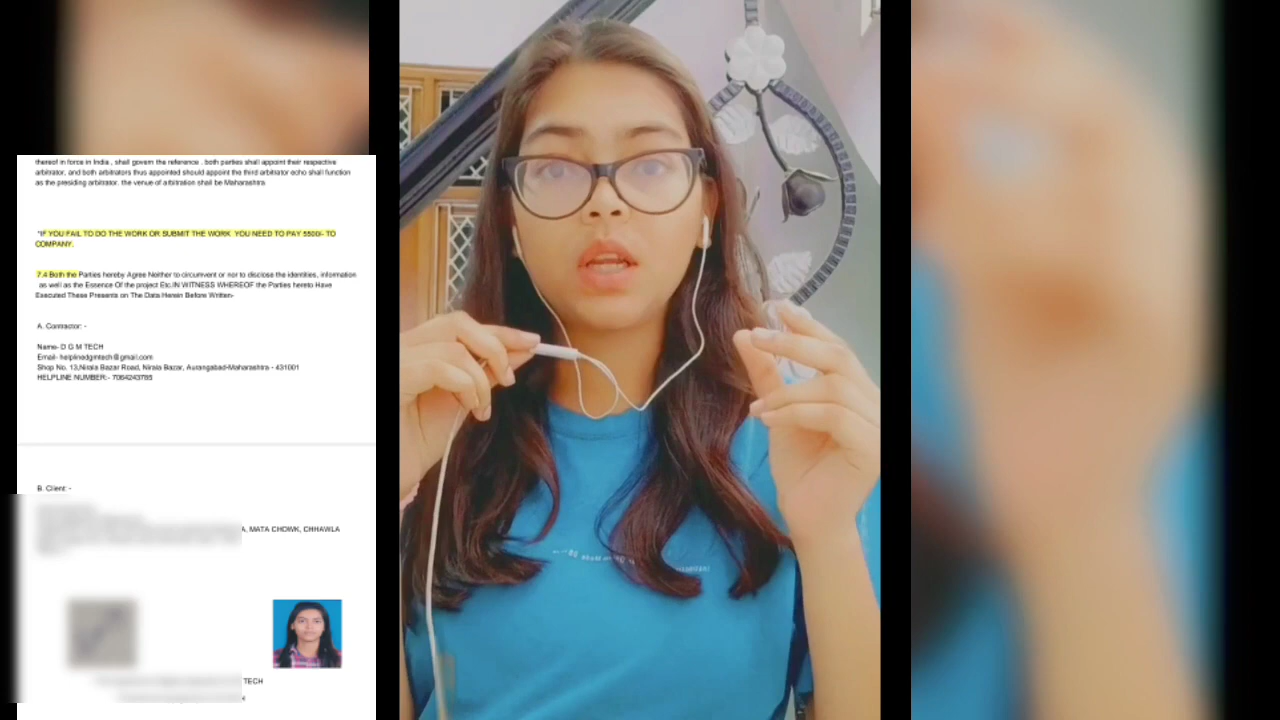 thereof in force in India , shall govern the reference . both parties shall appoint their respective
arbitrator, and both arbitrators thus appointed should appoint the third arbitrator echo shall function
as the presiding arbitrator. the venue of arbitration shall be Maharashtra
"IF YOU FAIL TO DO THE WORK OR SUBMIT THE WORK YOU NEED TO PAY 5500/- TO
COMPANY.
7.4 Both the Parties hereby Agree Neither to circumvent or nor to disclose the identities, information
as well as the Essence Of the project Etc.IN WITNESS WHEREOF the Parties hereto Have
Executed These Presents on The Data Herein Before Written-
A. Contractor: -
Name- D G M TECH
Email- helplinedgmtech@gmail.com
Shop No. 13,Nirala Bazar Road, Nirala Bazar, Aurangabad-Maharashtra - 431001
HELPLINE NUMBER:- 7064243795
B. Client: -
A, MATA CHOWK, CHHAWLA
TECH